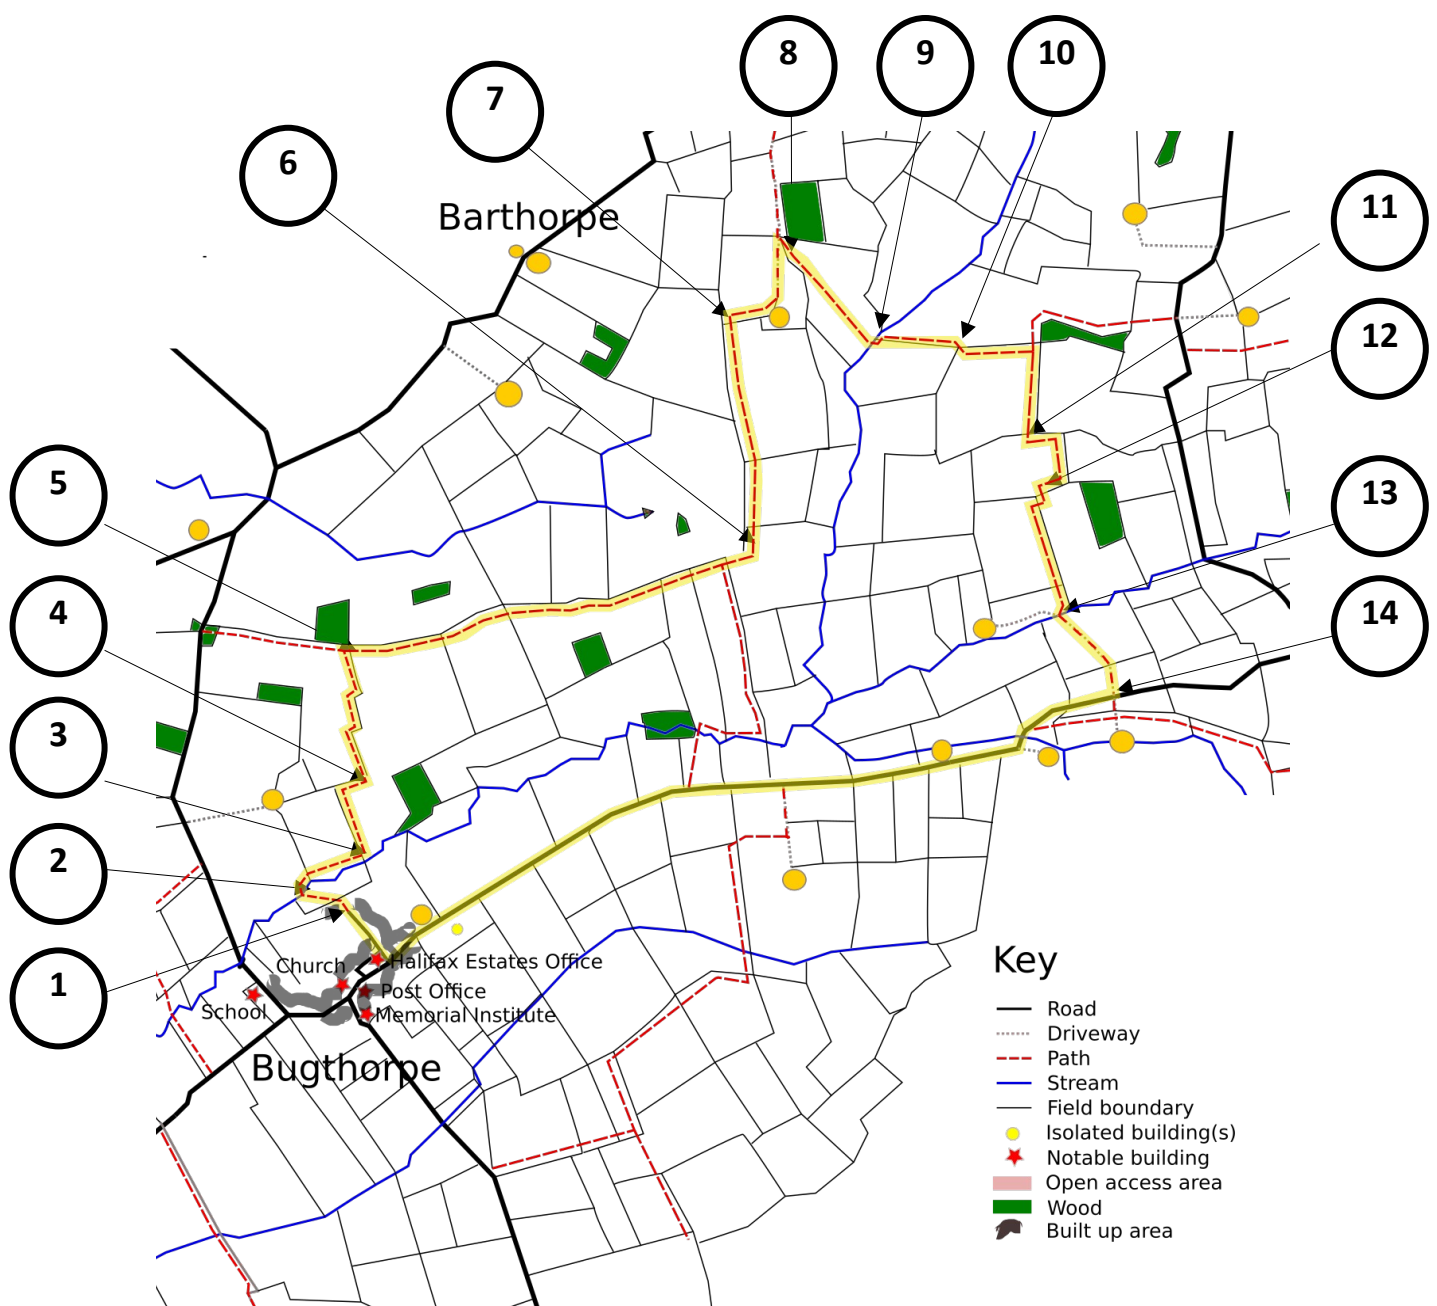 8
9
10
7
6
11
Barthorpe
12
5
13
4
14
3
2
1
Halifax Estates Office
Church
Post Office
School
Memorial Institute
Bugthorpe
Key
Road
Driveway
Path
Stream
Field boundary
Isolated building(s)
Notable building
Open access area
Wood
Built up area